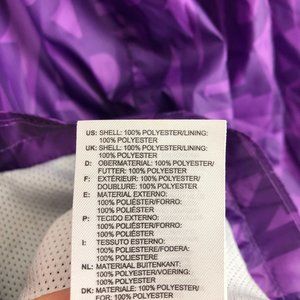 US: SHELL: 100% POLYESTER/LINING:
100% POLYESTER
UK: SHELL: 100% POLYESTER/LINING:
100% POLYESTER
D: OBERMATERIAL: 100% POLYESTER/
FUTTER: 100% POLYESTER
F: EXTÉRIEUR: 100% POLYESTER/
DOUBLURE: 100% POLYESTER
E: MATERIAL EXTERNO:
100% POLIÉSTER/FORRO:
100% POLIÉSTER
P: TECIDO EXTERNO:
100% POLIÉSTER/FORRO:
100% POLIÉSTER
I: TESSUTO ESTERNO:
100% POLIESTERE/FODERA:
100% POLIESTERE
NL: MATERIAAL BUITENKANT:
100% POLYESTER/VOERING:
100% POLYESTER
DK: MATERIALE: 100% POLYESTER/
FOR: 100% POLYESTER